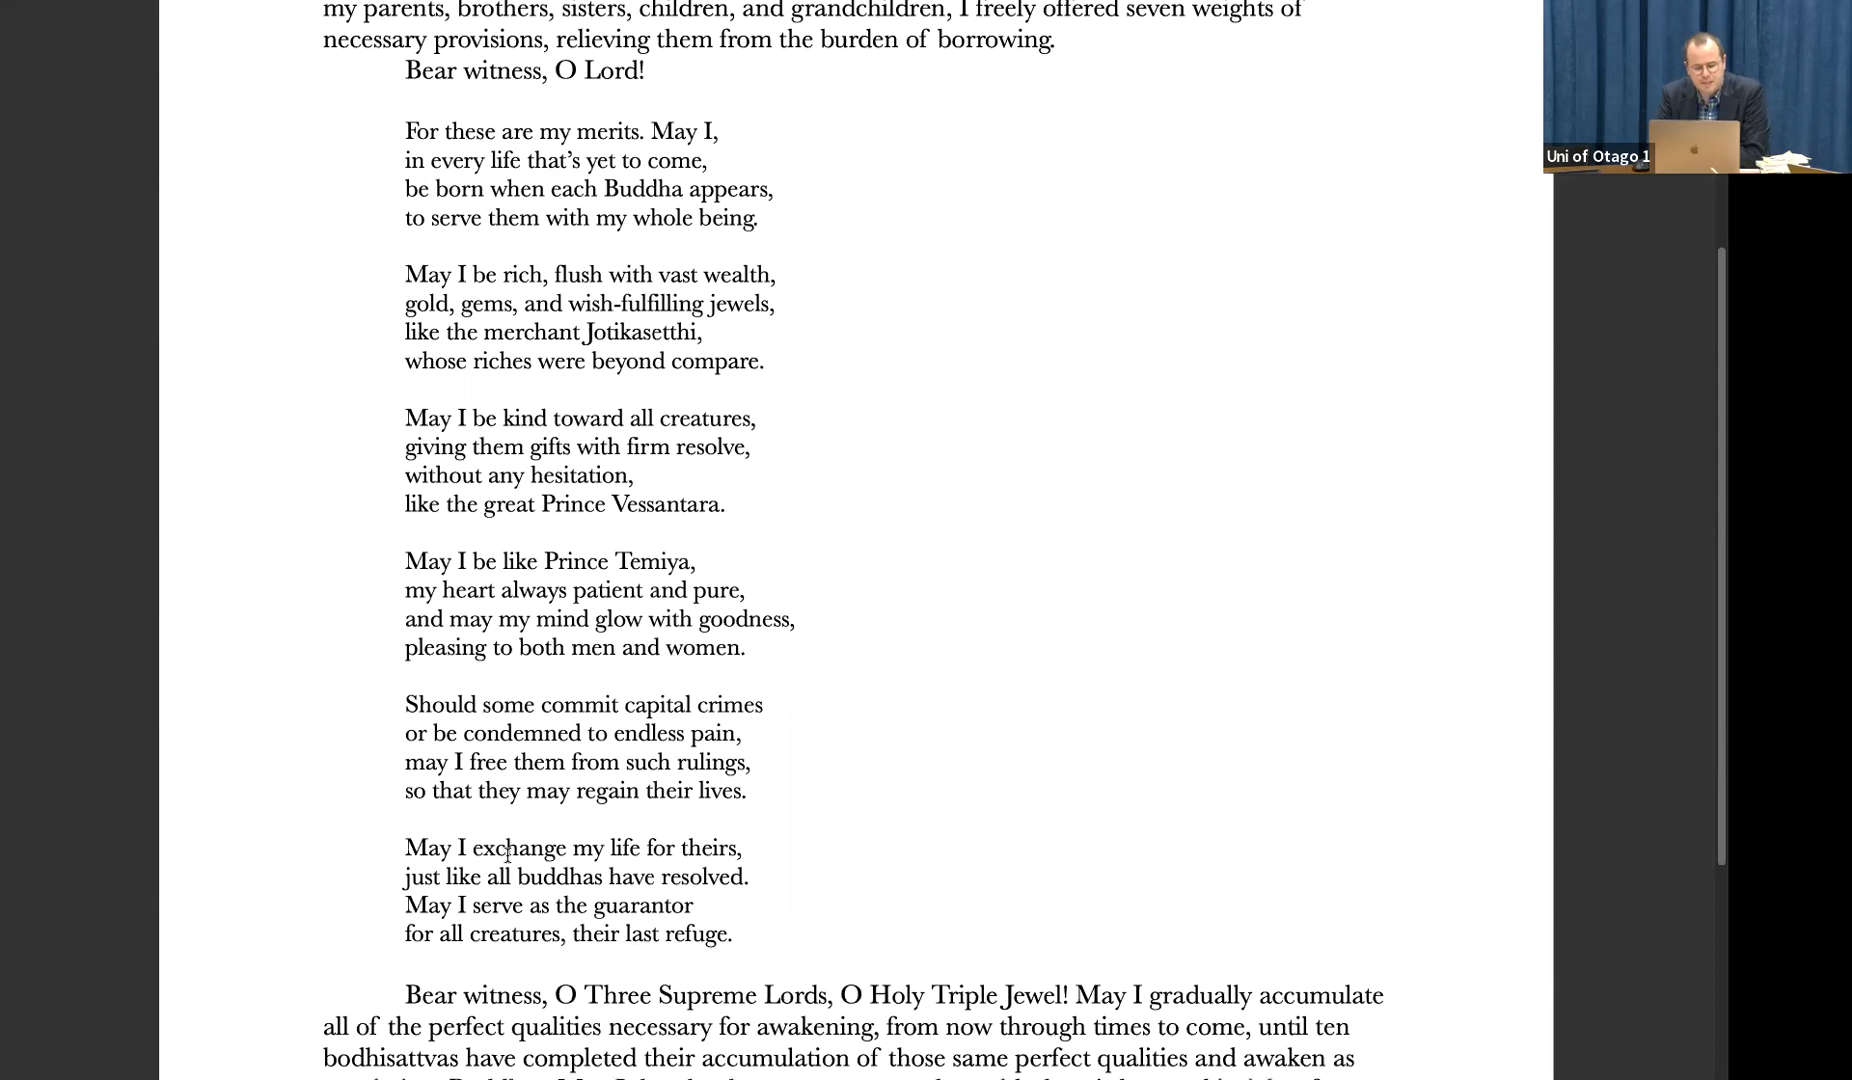 my parents, brothers, sisters, children, and grandchildren, I freely offered seven weights of
necessary provisions, relieving them from the burden of borrowing.
Bear witness, O Lord!
For these are my merits. May I,
in every life that’s yet to come,
be born when each Buddha appears,
to serve them with my whole being.
May I be rich, flush with vast wealth,
gold, gems, and wish-fulfilling jewels,
like the merchant Jotikasetthi,
whose riches were beyond compare.
May I be kind toward all creatures,
giving them gifts with firm resolve,
without any hesitation,
like the great Prince Vessantara.
May I be like Prince Temiya,
my heart always patient and pure,
and may my mind glow with goodness,
pleasing to both men and women.
Should some commit capital crimes
or be condemned to endless pain,
may I free them from such rulings,
so that they may regain their lives.
May I exchange my life for theirs,
just like all buddhas have resolved.
May I serve as the guarantor
for all creatures, their last refuge.
Bear witness, O Three Supreme Lords, O Holy Triple Jewel! May I gradually accumulate
all of the perfect qualities necessary for awakening, from now through times to come, until ten
bodhisattvas have completed their accumulation of those same perfect qualities and awaken as
Uni of Otago 1